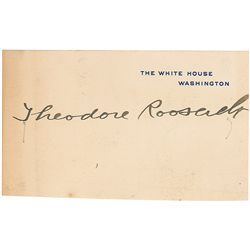 THE WHITE HOUSE
WASHINGTON
Theodore Roosevelt